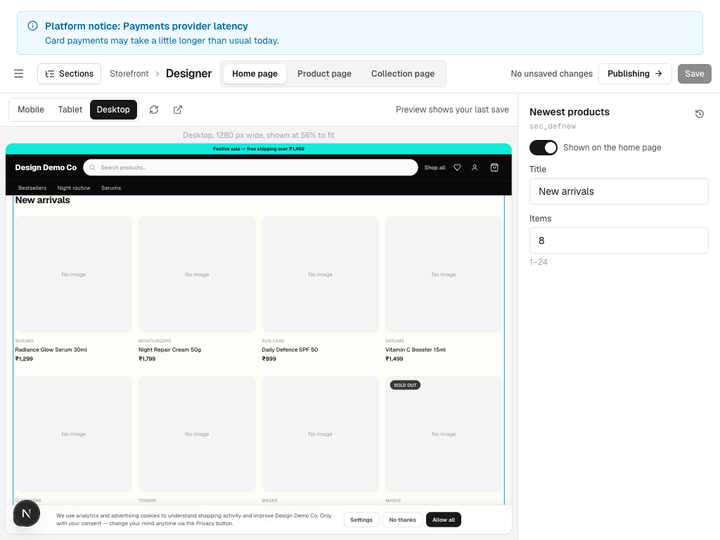 Platform notice: Payments provider latency
Card payments may take a little longer than usual today.
Sections
Storefront
Designer
Home page
Product page
Collection page
No unsaved changes
Publishing
Save
Mobile
Tablet
Desktop
Preview shows your last save
Desktop, 1280 px wide, shown at 56% to fit
Festive sale — free shipping over ₹1,499
Design Demo Co
Search products...
Shop all
Bestsellers
Night routine
Serums
New arrivals
No image
No image
No image
No image
SERUMS
MOISTURIZERS
SUN CARE
SERUMS
Radiance Glow Serum 30ml
Night Repair Cream 50g
Daily Defence SPF 50
Vitamin C Booster 15ml
₹1,299
₹1,799
₹899
₹1,499
SOLD OUT
No image
No image
No image
No image
TONERS
MASKS
MASKS
N
We use analytics and advertising cookies to understand shopping activity and improve Design Demo Co. Only
with your consent — change your mind anytime via the Privacy button.
Settings
No thanks
Allow all
Newest products
sec_defnew
Shown on the home page
Title
New arrivals
Items
8
1–24